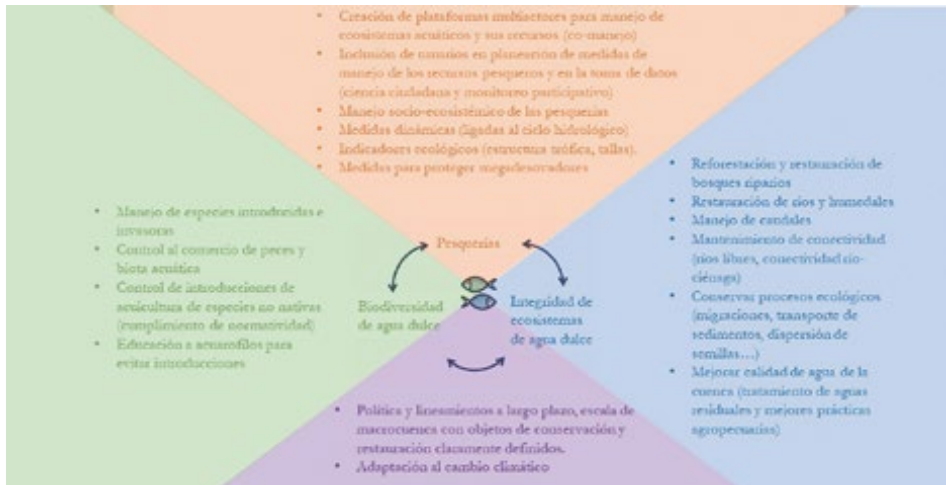 • Creación de plataformas multiactores para manejo de
ecosistemas acuáticos y sus recursos (co-manejo)
• Inclusión de usuarios en planeación de medidas de
manejo de los recursos pesqueros y en la toma de datos
(ciencia ciudadana y monitoreo participativo)
• Manejo socio-ecosistémico de las pesquerías
• Medidas dinámicas (ligadas al ciclo hidrológico)
• Indicadores ecológicos (estructura trófica, tallas).
• Medidas para proteger megadesovadores
• Manejo de especies introducidas e
invasoras
• Control al comercio de peces y
biota acuática
• Control de introducciones de
acuicultura de especies no nativas
(cumplimiento de normatividad)
• Educación a acuarofilos para
evitar introducciones
Pesquerías
Biodiversidad
de agua dulce
Integridad de
ecosistemas
de agua dulce
• Reforestación y restauración de
bosques riparios
• Restauración de ríos y humedales
• Manejo de caudales
• Mantenimiento de conectividad
(ríos libres, conectividad río-
ciénaga)
• Conservar procesos ecológicos
(migraciones, transporte de
sedimentos, dispersión de
semillas…)
• Mejorar calidad de agua de la
cuenca (tratamiento de aguas
residuales y mejores prácticas
agropecuarias)
• Política y lineamientos a largo plazo, escala de
macrocuenca con objetos de conservación y
restauración claramente definidos.
• Adaptación al cambio climático